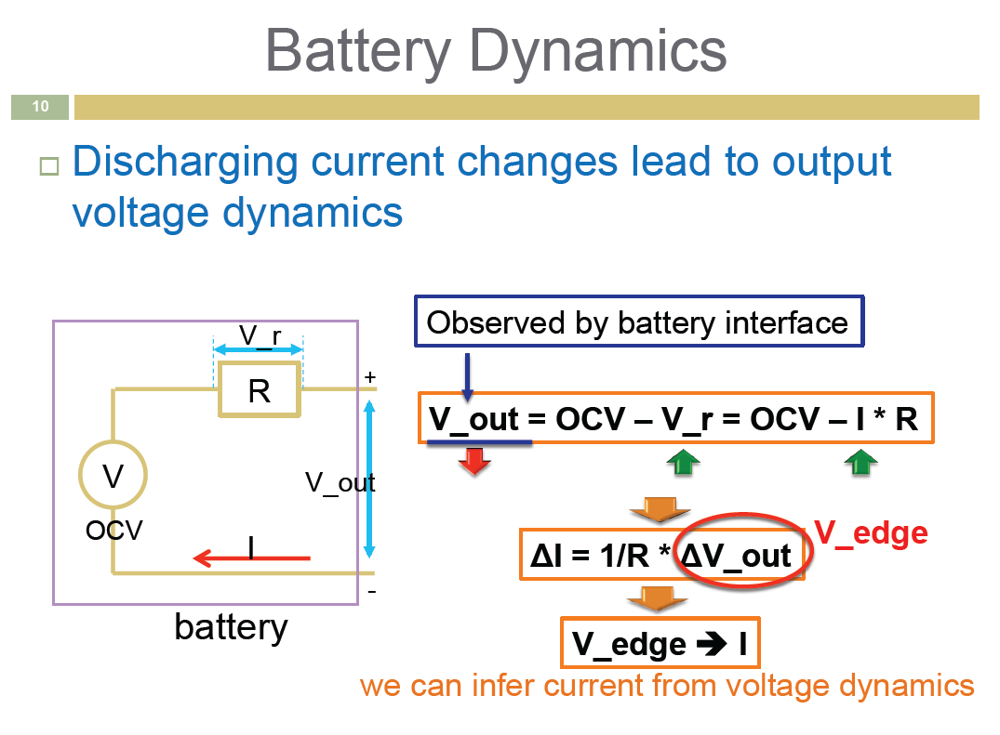 Battery Dynamics
10
Discharging current changes lead to output
voltage dynamics
Observed by battery interface
V_r
R
+
V_out = OCV – V_r = OCV – I * R
V
V_out
OCV
I
-
battery
V_edge
ΔI = 1/R * ΔV_out
V_edge ➔ I
we can infer current from voltage dynamics